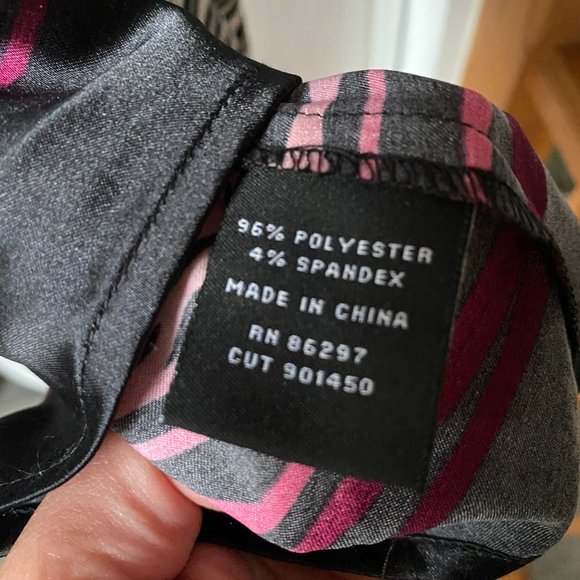 96% POLYESTER
4% SPANDEX
MADE IN CHINA
RN 86297
CUT 901450